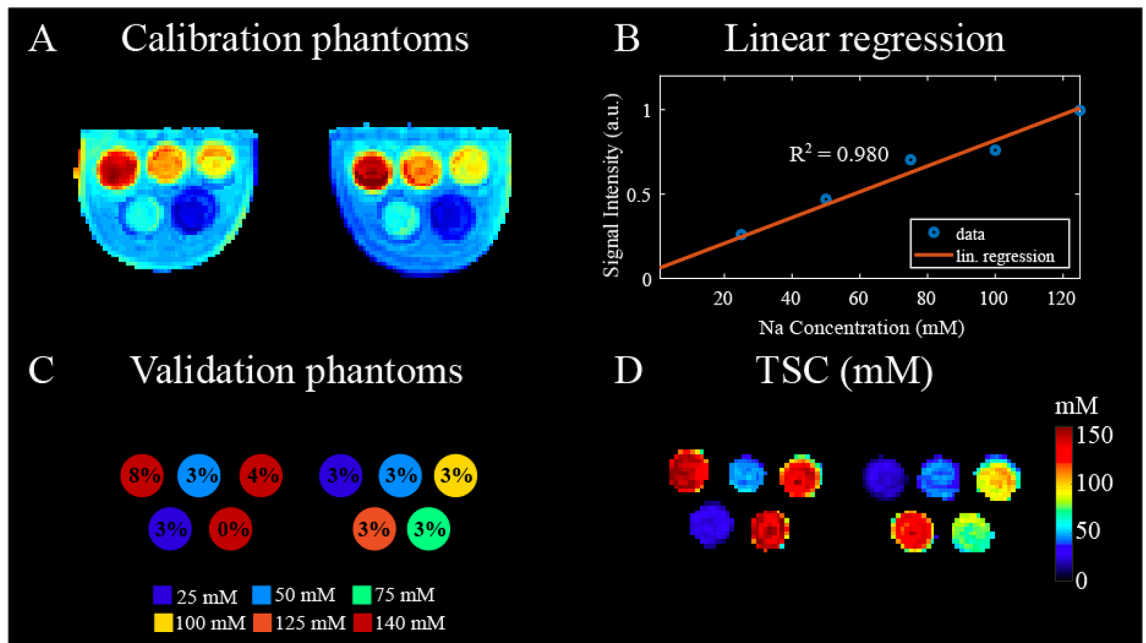 A Calibration phantoms
B Linear regression
1
0.5
0
Signal Intensity (a.u.)
R² = 0.980
data
lin. regression
20 40 60 80 100 120
Na Concentration (mM)
C Validation phantoms
8% 3% 4% 3% 3% 3%
3% 0% 3% 3%
25 mM 50 mM 75 mM
100 mM 125 mM 140 mM
D TSC (mM)
mM
150
100
50
0